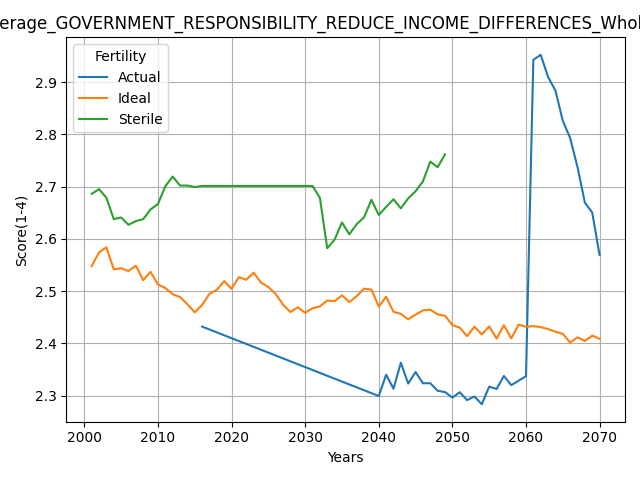 erage_GOVERNMENT_RESPONSIBILITY_REDUCE_INCOME_DIFFERENCES_Whol
Fertility
Actual
Ideal
Sterile
Score(1-4)
2.9
2.8
2.7
2.6
2.5
2.4
2.3
2000 2010 2020 2030 2040 2050 2060 2070
Years